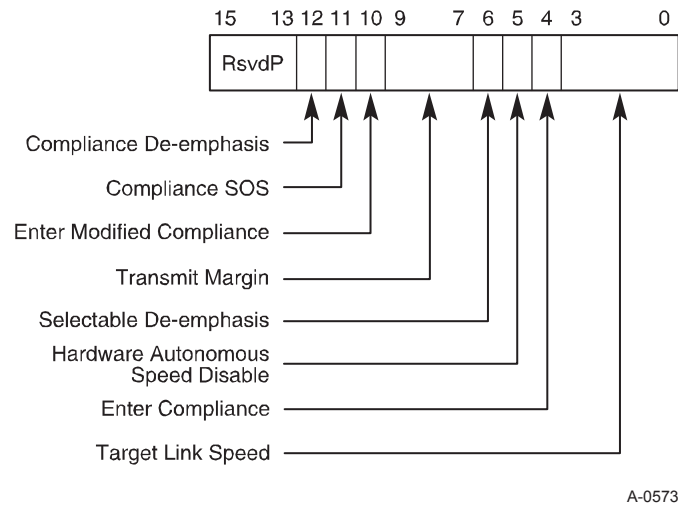 15 13 12 11 10 9 7 6 5 4 3 0
RsvdP
Compliance De-emphasis
Compliance SOS
Enter Modified Compliance
Transmit Margin
Selectable De-emphasis
Hardware Autonomous
Speed Disable
Enter Compliance
Target Link Speed
A-0573